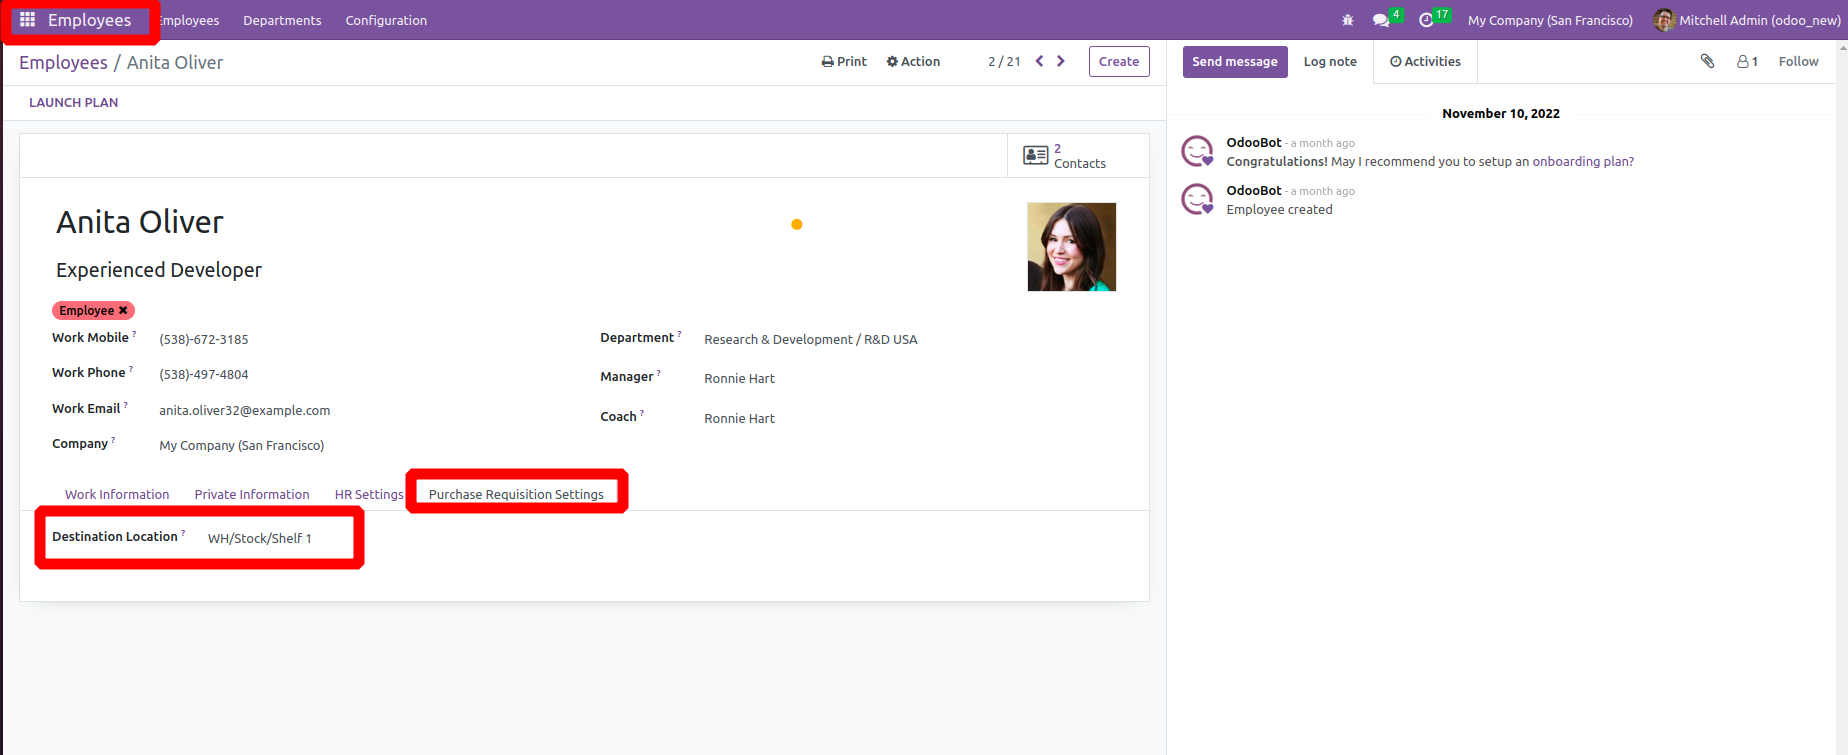 Employees Employees Departments Configuration 4 17 My Company (San Francisco) Mitchell Admin (odoo_new)
Employees / Anita Oliver Print Action 2 / 21 Create
LAUNCH PLAN
2
Contacts
Anita Oliver
Experienced Developer
Employee ✖
Work Mobile ? (538)-672-3185
Work Phone ? (538)-497-4804
Work Email ? anita.oliver32@example.com
Company ? My Company (San Francisco)
Department ? Research & Development / R&D USA
Manager ? Ronnie Hart
Coach ? Ronnie Hart
Work Information Private Information HR Settings Purchase Requisition Settings
Destination Location ? WH/Stock/Shelf 1
Send message Log note Activities 1 Follow
November 10, 2022
OdooBot - a month ago
Congratulations! May I recommend you to setup an onboarding plan?
OdooBot - a month ago
Employee created